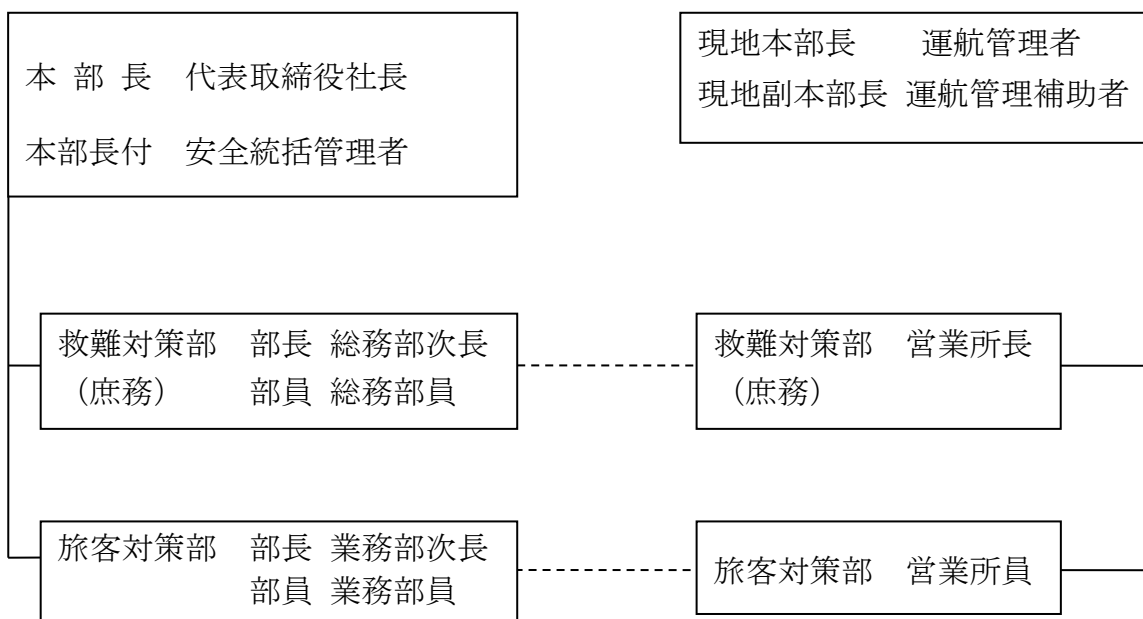 本 部 長　代表取締役社長
本部長付　安全統括管理者
現地本部長　　運航管理者
現地副本部長 運航管理補助者
救難対策部　部長 総務部次長
（庶務）　　部員 総務部員
救難対策部　営業所長
（庶務）
旅客対策部　部長 業務部次長
部員 業務部員
旅客対策部　営業所員